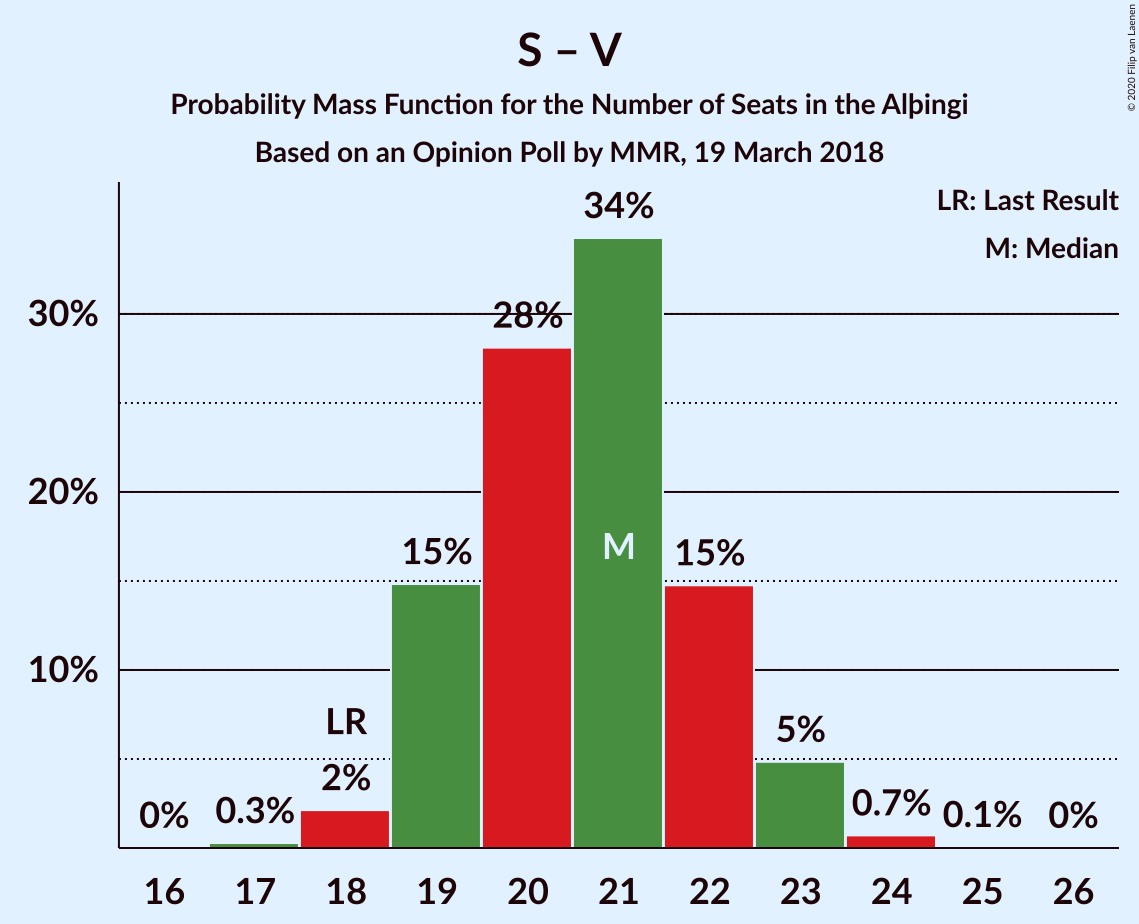 S – V
Probability Mass Function for the Number of Seats in the Alþingi
Based on an Opinion Poll by MMR, 19 March 2018
© 2020 Filip van Laenen
LR: Last Result
M: Median
34%
30%
28%
20%
15%
M
15%
10%
LR
5%
2%
0%
0.3%
0.7%
0.1%
0%
16 17 18 19 20 21 22 23 24 25 26